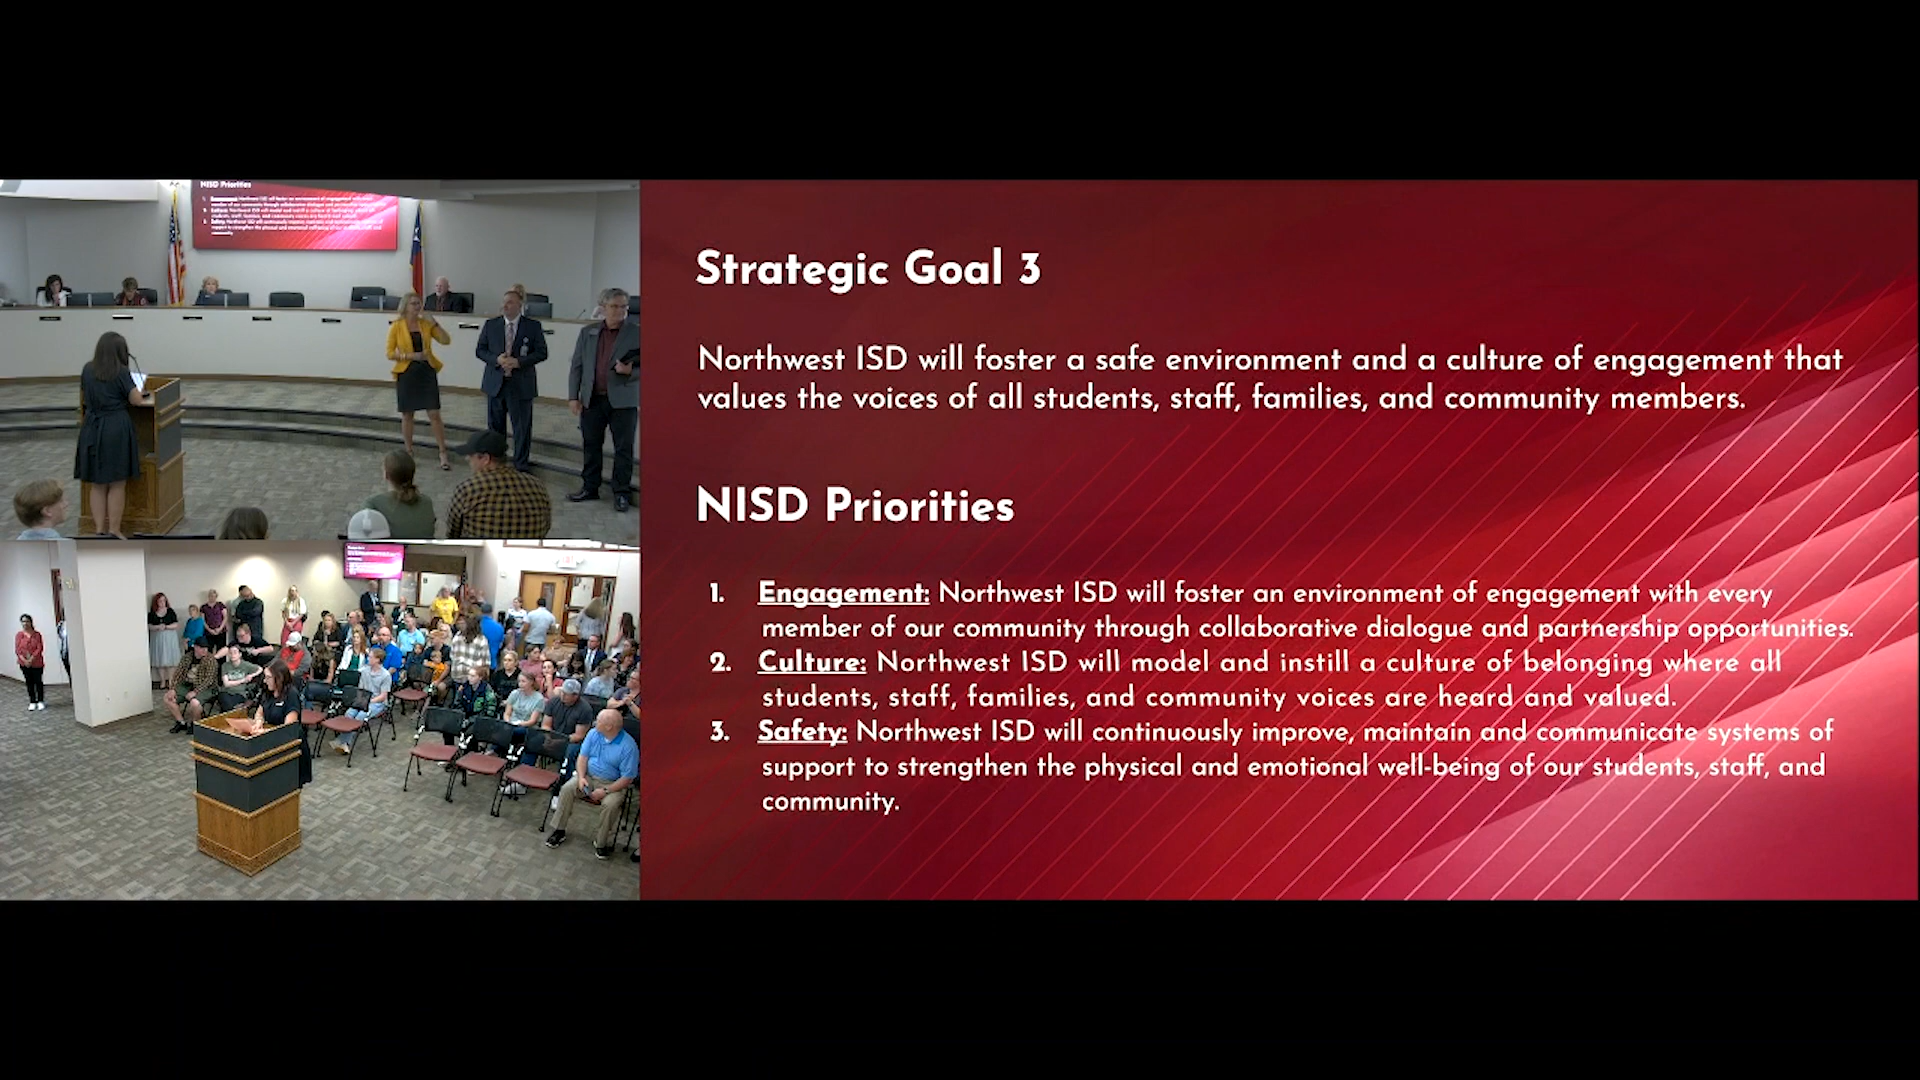 Strategic Goal 3
Northwest ISD will foster a safe environment and a culture of engagement that
values the voices of all students, staff, families, and community members.
NISD Priorities
1. Engagement: Northwest ISD will foster an environment of engagement with every
member of our community through collaborative dialogue and partnership opportunities.
2. Culture: Northwest ISD will model and instill a culture of belonging where all
students, staff, families, and community voices are heard and valued.
3. Safety: Northwest ISD will continuously improve, maintain and communicate systems of
support to strengthen the physical and emotional well-being of our students, staff, and
community.
NISD Priorities